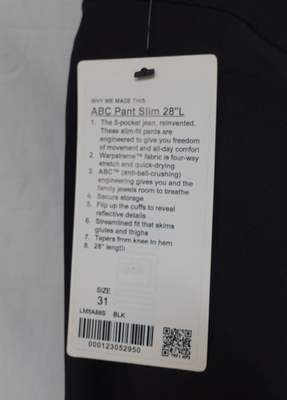 WHY WE MADE THIS
ABC Pant Slim 28"L
1. The 5-pocket jean, reinvented.
These slim-fit pants are
engineered to give you freedom
of movement and all-day comfort
2. Warpstreme™ fabric is four-way
stretch and quick-drying
3. ABC™ (anti-ball-crushing)
engineering gives you and the
family jewels room to breathe
4. Secure storage
5. Flip up the cuffs to reveal
reflective details
6. Streamlined fit that skims
glutes and thighs
7. Tapers from knee to hem
8. 28" length
SIZE
31
LM5A88S BLK
000123052950